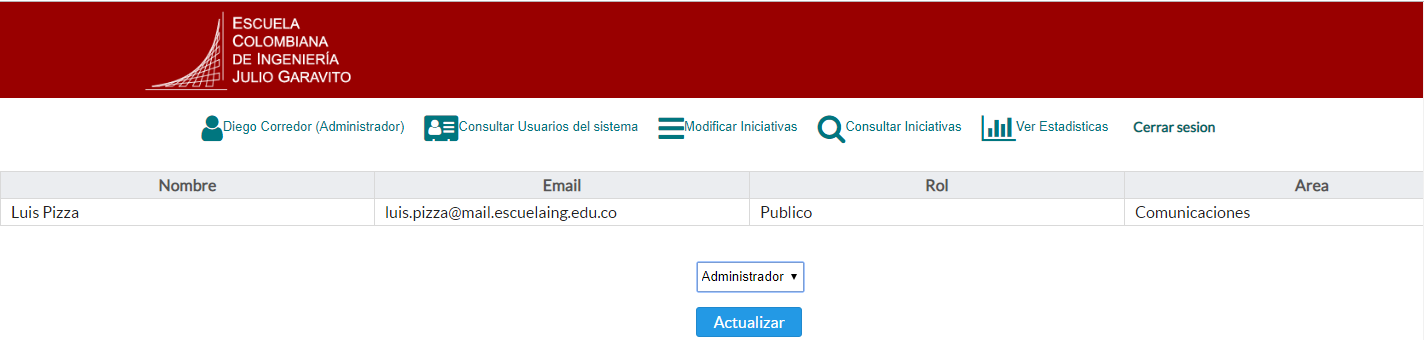 ESCUELA
COLOMBIANA
DE INGENIERÍA
JULIO GARAVITO
Diego Corredor (Administrador) Consultar Usuarios del sistema Modificar Iniciativas Consultar Iniciativas Ver Estadisticas Cerrar sesion
Nombre Email Rol Area
Luis Pizza luis.pizza@mail.escuelaing.edu.co Publico Comunicaciones
Administrador
Actualizar